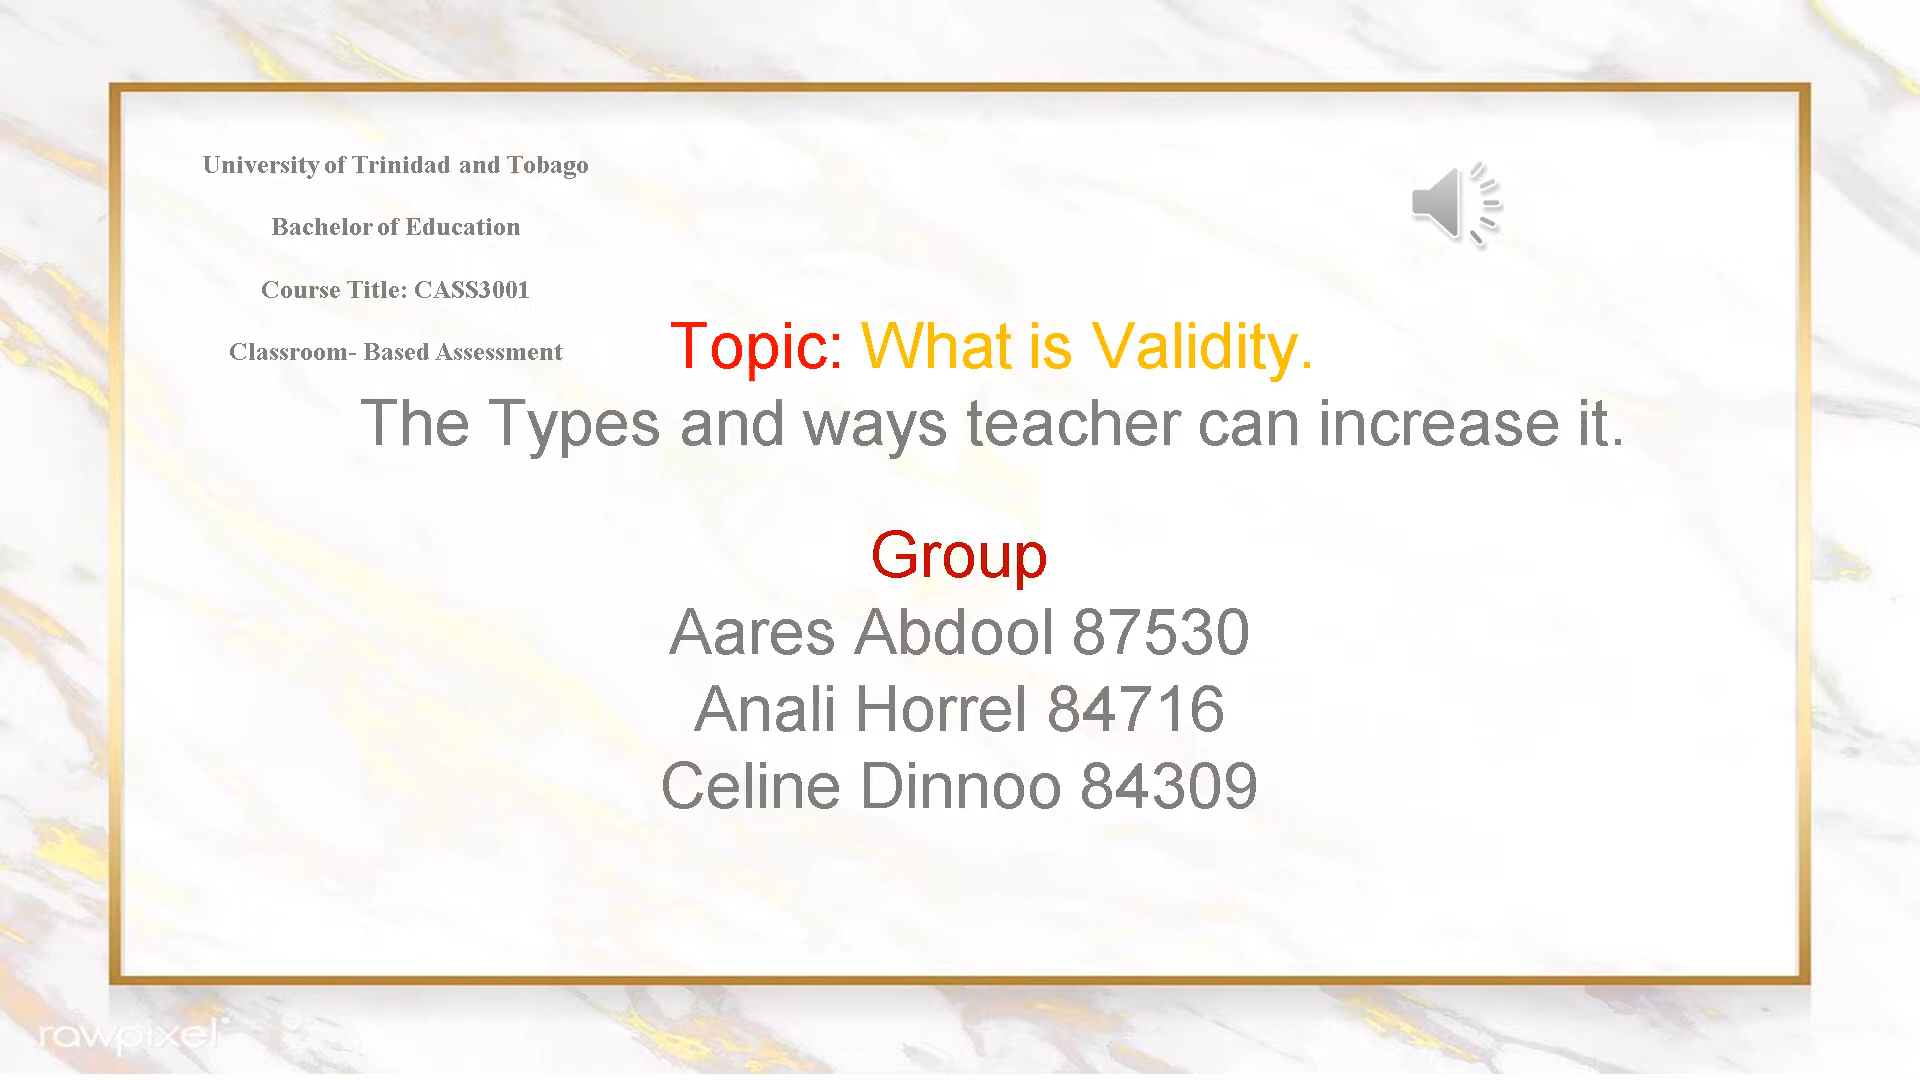 University of Trinidad and Tobago
Bachelor of Education
Course Title: CASS3001
Classroom- Based Assessment
Topic: What is Validity.
The Types and ways teacher can increase it.
Group
Aares Abdool 87530
Anali Horrel 84716
Celine Dinnoo 84309
rawpixel